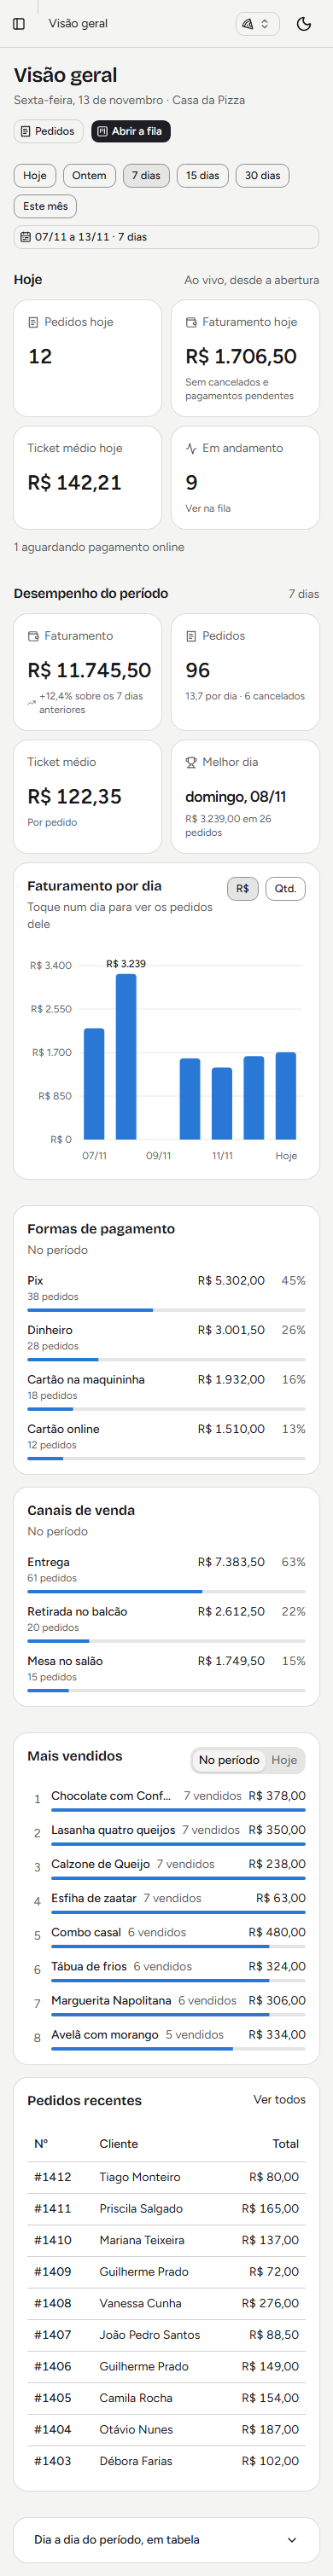 Visão geral
Visão geral
Sexta-feira, 13 de novembro · Casa da Pizza
Pedidos
Abrir a fila
Hoje
Ontem
7 dias
15 dias
30 dias
Este mês
07/11 a 13/11 · 7 dias
Hoje
Ao vivo, desde a abertura
Pedidos hoje
12
Faturamento hoje
R$ 1.706,50
Sem cancelados e
pagamentos pendentes
Ticket médio hoje
R$ 142,21
Em andamento
9
Ver na fila
1 aguardando pagamento online
Desempenho do período
7 dias
Faturamento
R$ 11.745,50
+12,4% sobre os 7 dias
anteriores
Pedidos
96
13,7 por dia · 6 cancelados
Ticket médio
R$ 122,35
Por pedido
Melhor dia
domingo, 08/11
R$ 3.239,00 em 26
pedidos
Faturamento por dia
R$
Qtd.
Toque num dia para ver os pedidos
dele
R$ 3.400
R$ 3.239
R$ 2.550
R$ 1.700
R$ 850
R$ 0
07/11
09/11
11/11
Hoje
Formas de pagamento
No período
Pix
R$ 5.302,00
45%
38 pedidos
Dinheiro
R$ 3.001,50
26%
28 pedidos
Cartão na maquininha
R$ 1.932,00
16%
18 pedidos
Cartão online
R$ 1.510,00
13%
12 pedidos
Canais de venda
No período
Entrega
R$ 7.383,50
63%
61 pedidos
Retirada no balcão
R$ 2.612,50
22%
20 pedidos
Mesa no salão
R$ 1.749,50
15%
15 pedidos
Mais vendidos
No período
Hoje
1 Chocolate com Conf... 7 vendidos R$ 378,00
2 Lasanha quatro queijos 7 vendidos R$ 350,00
3 Calzone de Queijo 7 vendidos R$ 238,00
4 Esfiha de zaatar 7 vendidos R$ 63,00
5 Combo casal 6 vendidos R$ 480,00
6 Tábua de frios 6 vendidos R$ 324,00
7 Marguerita Napolitana 6 vendidos R$ 306,00
8 Avelã com morango 5 vendidos R$ 334,00
Pedidos recentes
Ver todos
Nº Cliente Total
#1412 Tiago Monteiro R$ 80,00
#1411 Priscila Salgado R$ 165,00
#1410 Mariana Teixeira R$ 137,00
#1409 Guilherme Prado R$ 72,00
#1408 Vanessa Cunha R$ 276,00
#1407 João Pedro Santos R$ 88,50
#1406 Guilherme Prado R$ 149,00
#1405 Camila Rocha R$ 154,00
#1404 Otávio Nunes R$ 187,00
#1403 Débora Farias R$ 102,00
Dia a dia do período, em tabela